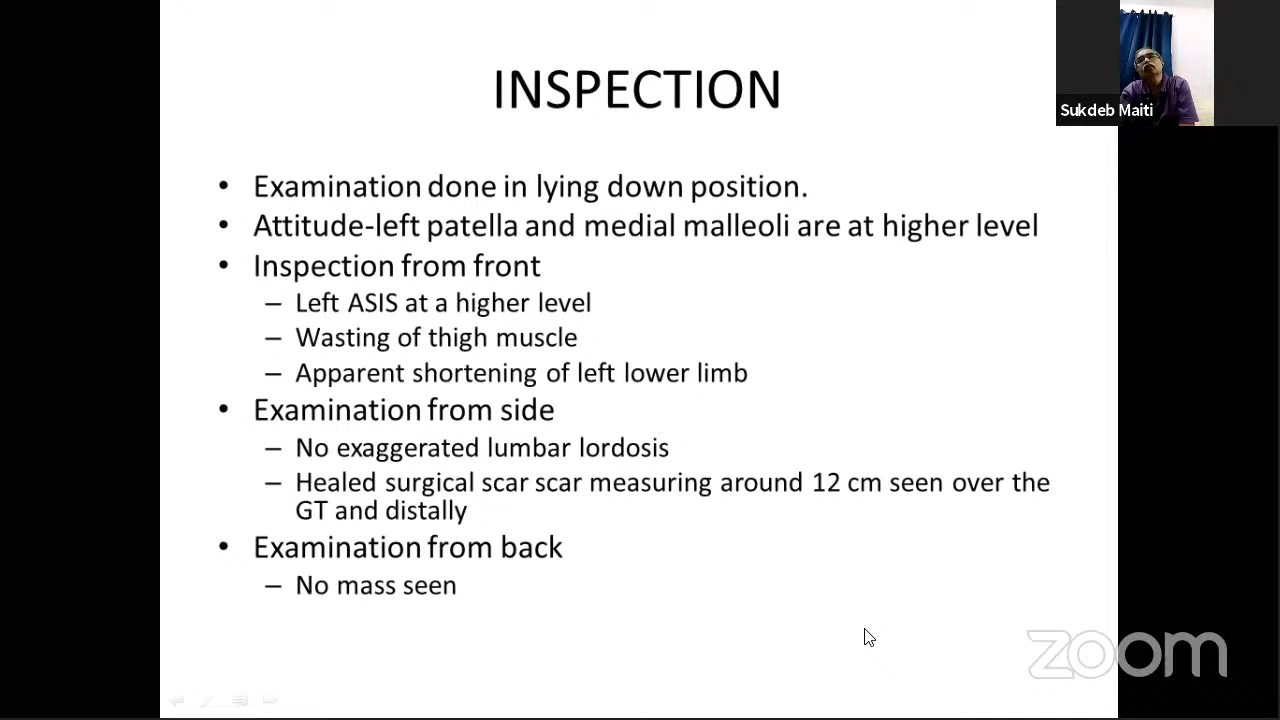 INSPECTION
Sukdeb Maiti
• Examination done in lying down position.
• Attitude-left patella and medial malleoli are at higher level
• Inspection from front
– Left ASIS at a higher level
– Wasting of thigh muscle
– Apparent shortening of left lower limb
• Examination from side
– No exaggerated lumbar lordosis
– Healed surgical scar scar measuring around 12 cm seen over the
GT and distally
• Examination from back
– No mass seen
zoom